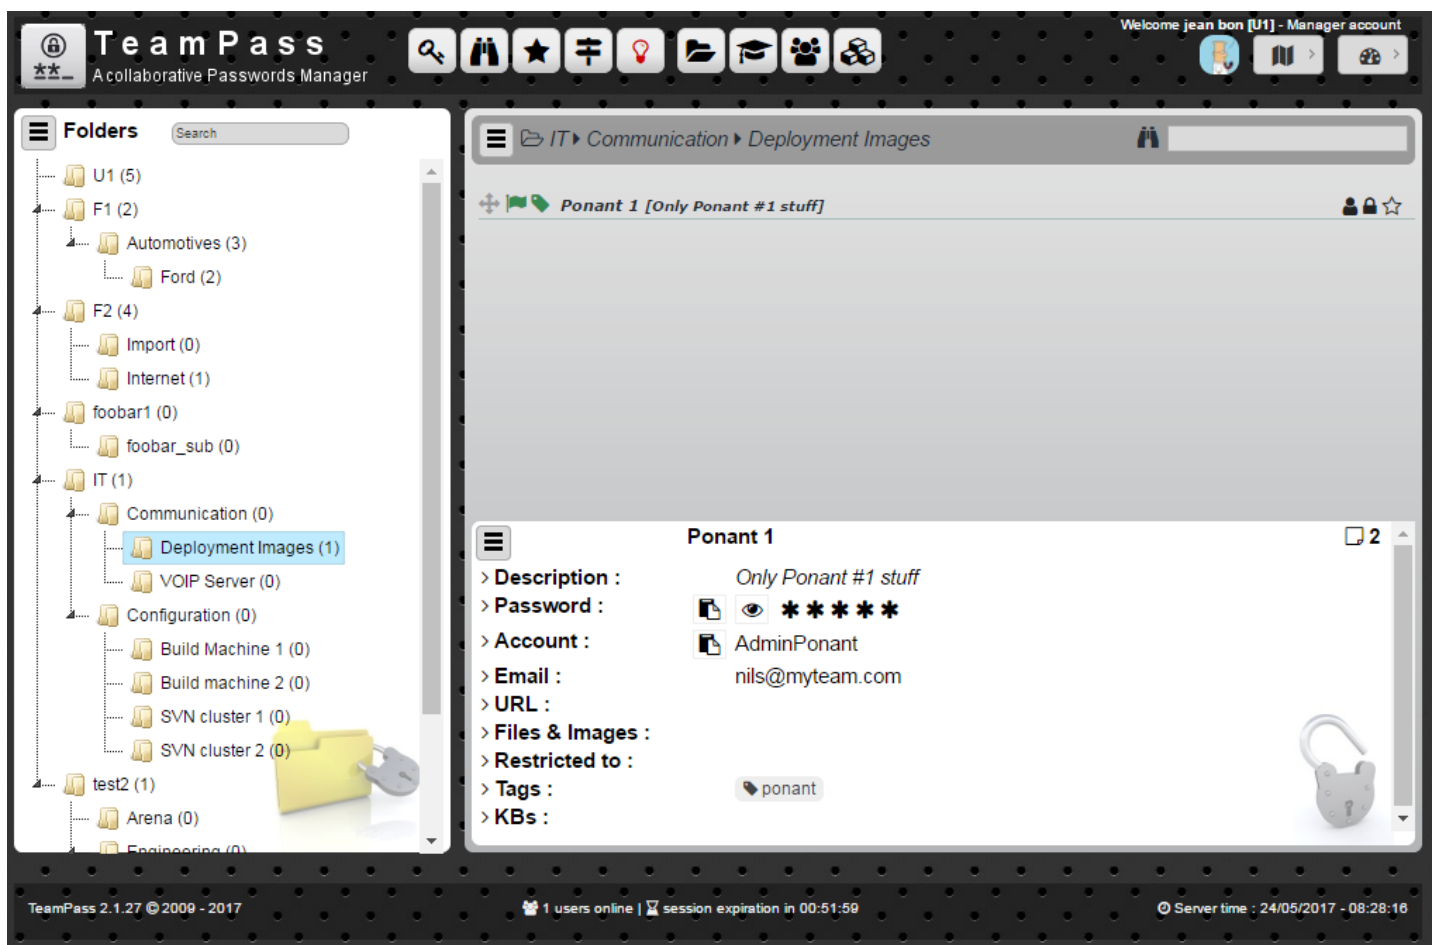 Welcome jean bon [U1] - Manager account
TeamPass
A collaborative Passwords Manager
Folders
Search
U1 (5)
F1 (2)
Automotives (3)
Ford (2)
F2 (4)
Import (0)
Internet (1)
foobar1 (0)
foobar_sub (0)
IT (1)
Communication (0)
Deployment Images (1)
VOIP Server (0)
Configuration (0)
Build Machine 1 (0)
Build machine 2 (0)
SVN cluster 1 (0)
SVN cluster 2 (0)
test2 (1)
Arena (0)
Engineering (0)
IT Communication Deployment Images
Ponant 1 [Only Ponant #1 stuff]
Ponant 1
2
Description : Only Ponant #1 stuff
Password : *****
Account : AdminPonant
Email : nils@myteam.com
URL :
Files & Images :
Restricted to :
Tags : ponant
KBs :
TeamPass 2.1.27 © 2009 - 2017
1 users online | session expiration in 00:51:59
Server time : 24/05/2017 - 08:28:16